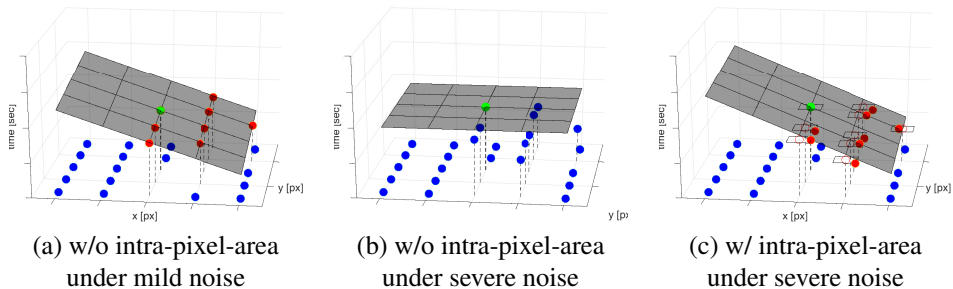 time [sec]
x [px]
y [px]
time [sec]
y [px
time [sec]
x [px]
y [px]
(a) w/o intra-pixel-area
under mild noise
(b) w/o intra-pixel-area
under severe noise
(c) w/ intra-pixel-area
under severe noise